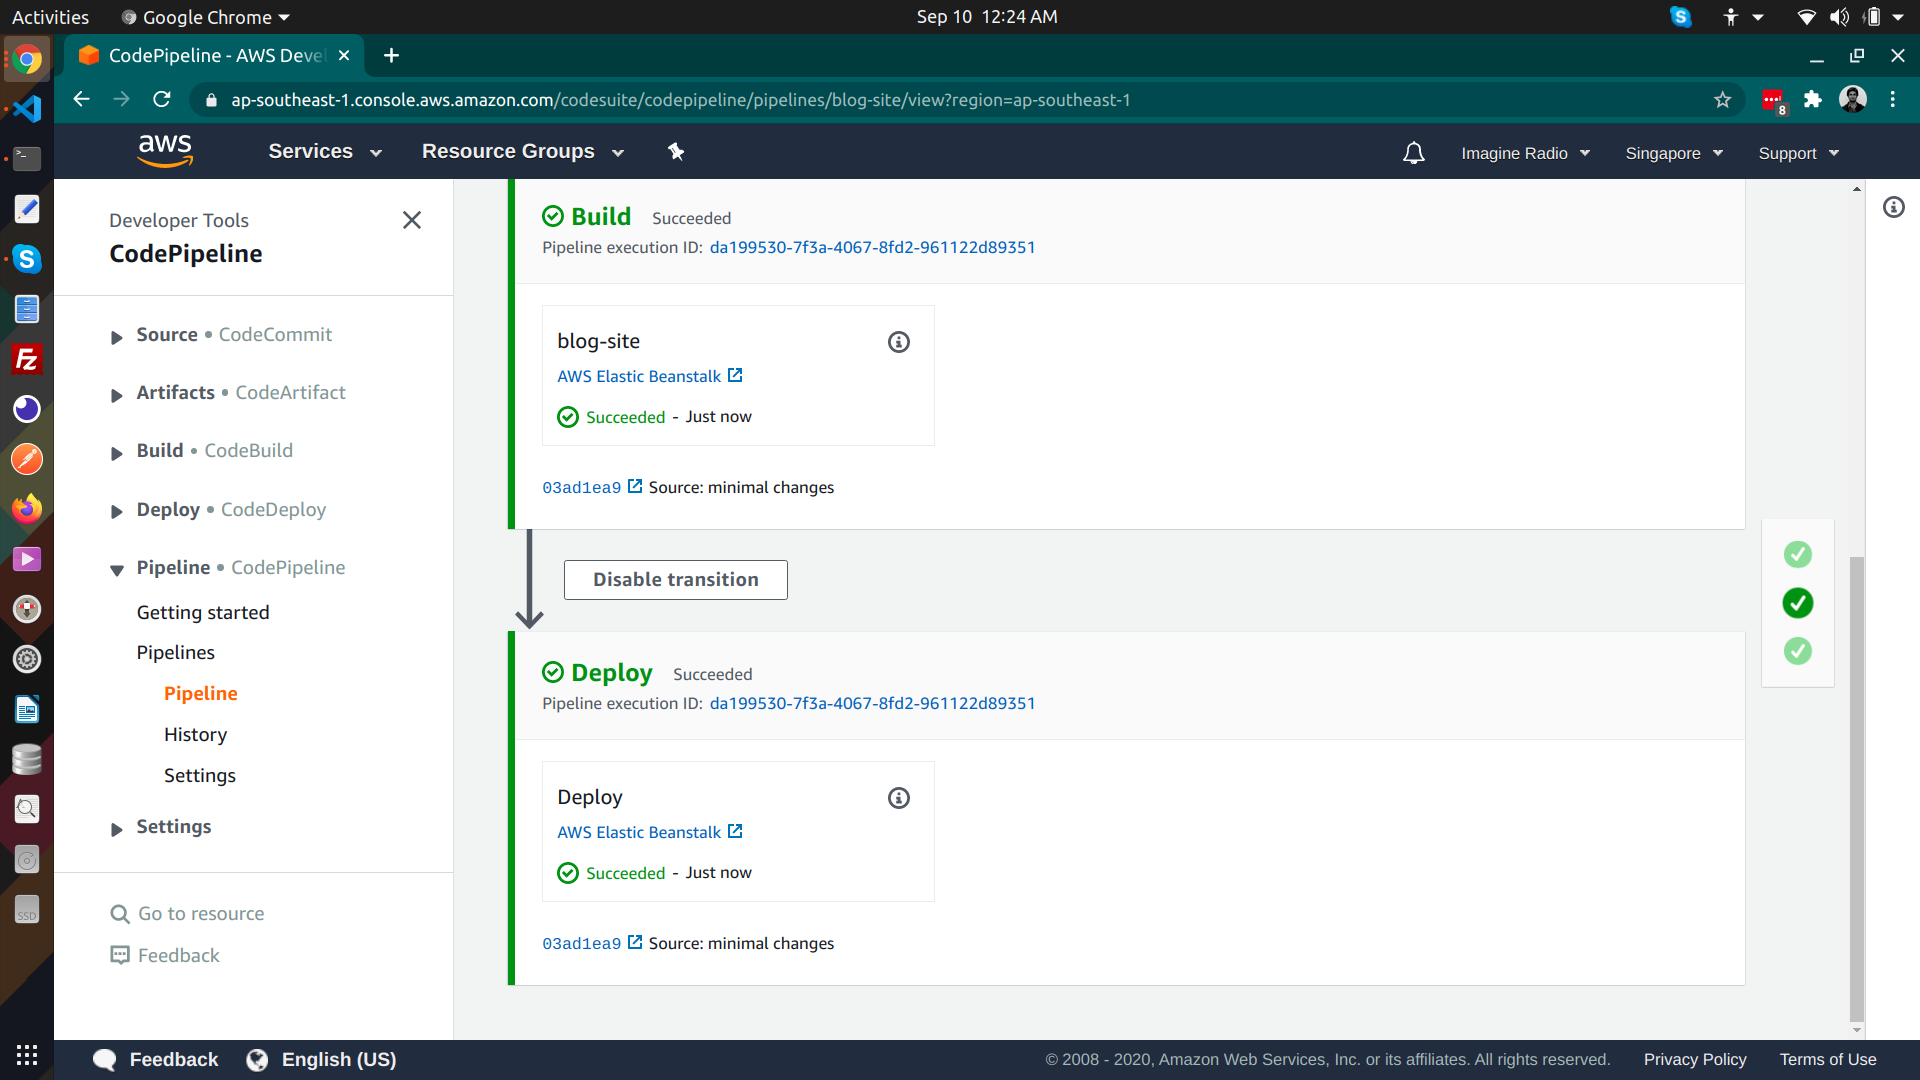 Activities
Google Chrome
Sep 10 12:24 AM
CodePipeline - AWS Devel
ap-southeast-1.console.aws.amazon.com/codesuite/codepipeline/pipelines/blog-site/view?region=ap-southeast-1
8
aws
Services
Resource Groups
Imagine Radio
Singapore
Support
Developer Tools
CodePipeline
Source • CodeCommit
Artifacts • CodeArtifact
Build • CodeBuild
Deploy • CodeDeploy
Pipeline • CodePipeline
Getting started
Pipelines
Pipeline
History
Settings
Settings
Go to resource
Feedback
Build Succeeded
Pipeline execution ID: da199530-7f3a-4067-8fd2-961122d89351
blog-site
AWS Elastic Beanstalk
Succeeded - Just now
03ad1ea9 Source: minimal changes
Disable transition
Deploy Succeeded
Pipeline execution ID: da199530-7f3a-4067-8fd2-961122d89351
Deploy
AWS Elastic Beanstalk
Succeeded - Just now
03ad1ea9 Source: minimal changes
SSD
Feedback
English (US)
© 2008 - 2020, Amazon Web Services, Inc. or its affiliates. All rights reserved.
Privacy Policy
Terms of Use